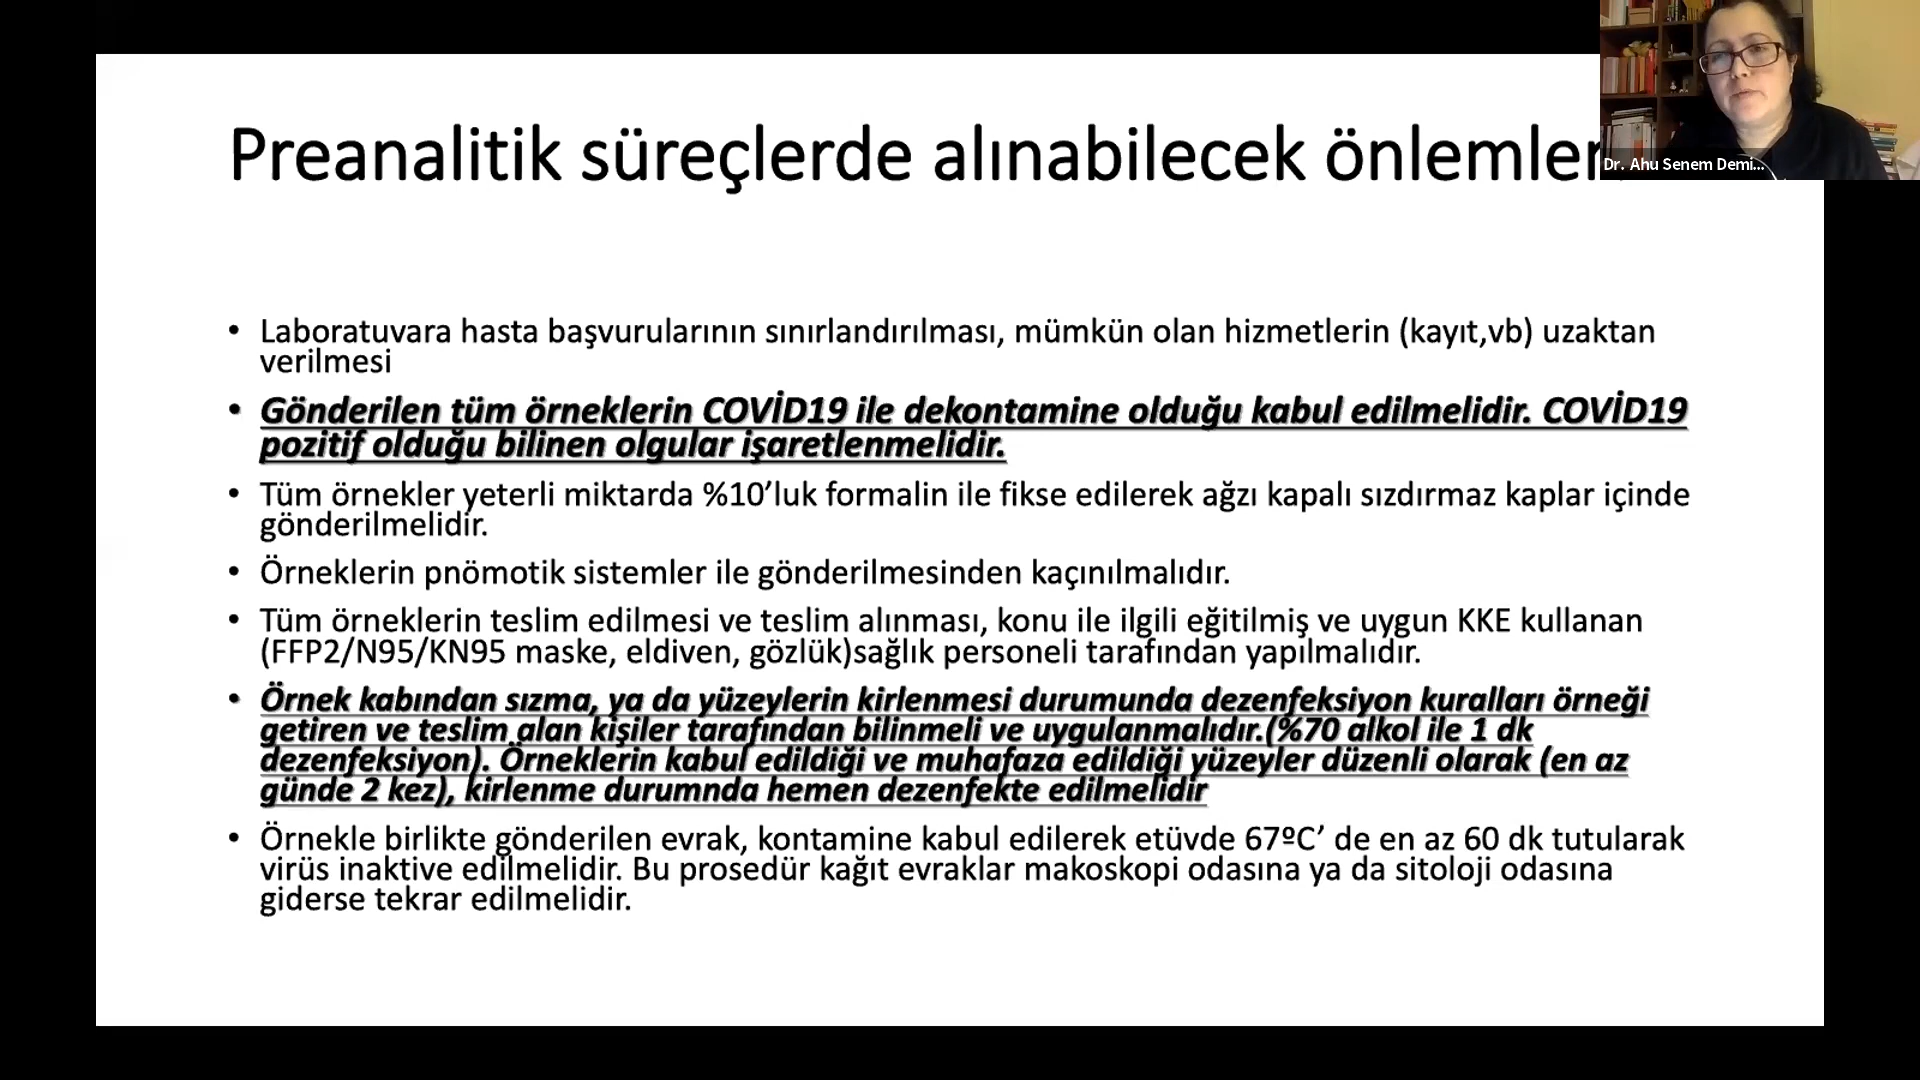 Preanalitik süreçlerde alınabilecek önlemler
Dr. Ahu Senem Demi...
• Laboratuvara hasta başvurularının sınırlandırılması, mümkün olan hizmetlerin (kayıt,vb) uzaktan
verilmesi
• Gönderilen tüm örneklerin COVİD19 ile dekontamine olduğu kabul edilmelidir. COVİD19
pozitif olduğu bilinen olgular işaretlenmelidir.
• Tüm örnekler yeterli miktarda %10’luk formalin ile fikse edilerek ağzı kapalı sızdırmaz kaplar içinde
gönderilmelidir.
• Örneklerin pnömotik sistemler ile gönderilmesinden kaçınılmalıdır.
• Tüm örneklerin teslim edilmesi ve teslim alınması, konu ile ilgili eğitilmiş ve uygun KKE kullanan
(FFP2/N95/KN95 maske, eldiven, gözlük)sağlık personeli tarafından yapılmalıdır.
• Örnek kabından sızma, ya da yüzeylerin kirlenmesi durumunda dezenfeksiyon kuralları örneği
getiren ve teslim alan kişiler tarafından bilinmeli ve uygulanmalıdır.(%70 alkol ile 1 dk
dezenfeksiyon). Örneklerin kabul edildiği ve muhafaza edildiği yüzeyler düzenli olarak (en az
günde 2 kez), kirlenme durumnda hemen dezenfekte edilmelidir
• Örnekle birlikte gönderilen evrak, kontamine kabul edilerek etüvde 67ºC’ de en az 60 dk tutularak
virüs inaktive edilmelidir. Bu prosedür kağıt evraklar makoskopi odasına ya da sitoloji odasına
giderse tekrar edilmelidir.